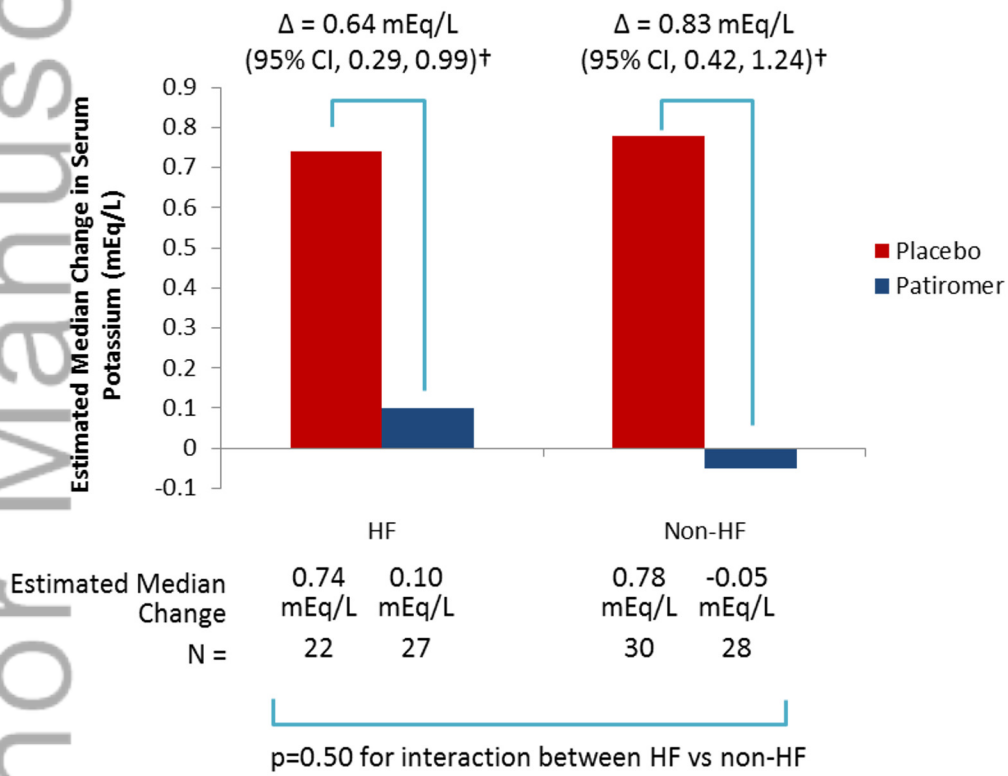 Δ = 0.64 mEq/L
(95% CI, 0.29, 0.99)†
Δ = 0.83 mEq/L
(95% CI, 0.42, 1.24)†
Estimated Median Change in Serum
Potassium (mEq/L)
0.9
0.8
0.7
0.6
0.5
0.4
0.3
0.2
0.1
0
-0.1
Placebo
Patiromer
HF
Non-HF
Estimated Median
Change
0.74
mEq/L
0.10
mEq/L
0.78
mEq/L
-0.05
mEq/L
N =
22
27
30
28
p=0.50 for interaction between HF vs non-HF